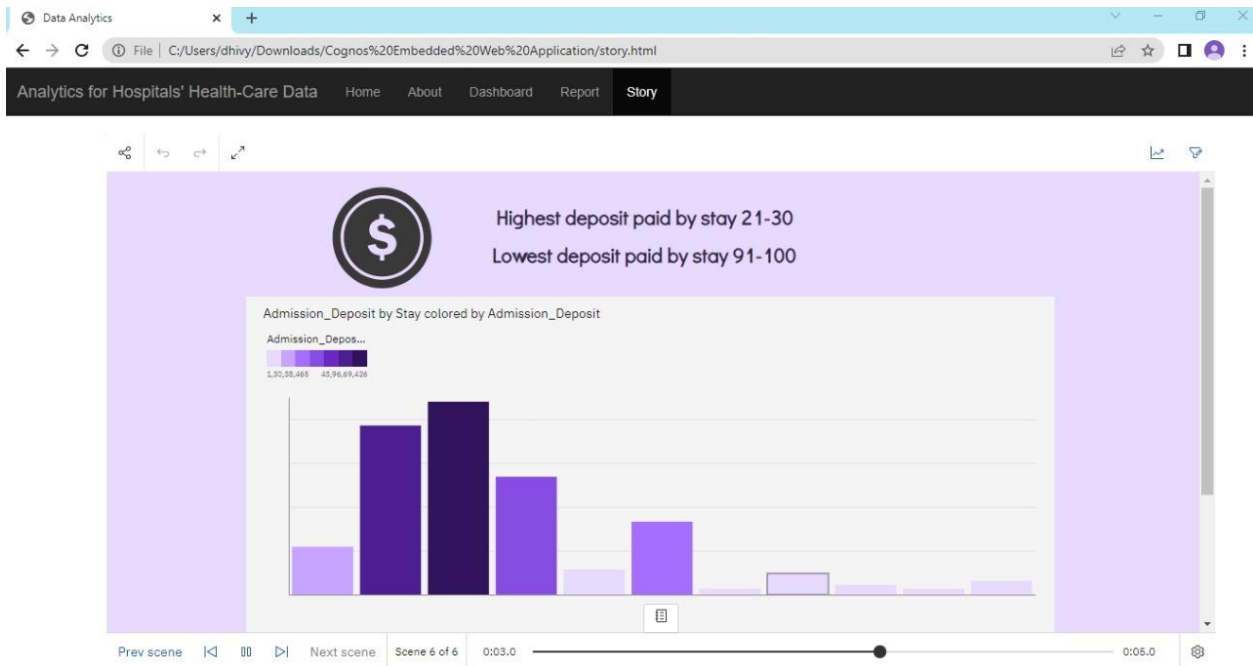 Data Analytics
File | C:/Users/dhivy/Downloads/Cognos%20Embedded%20Web%20Application/story.html
Analytics for Hospitals' Health-Care Data Home About Dashboard Report Story
$
Highest deposit paid by stay 21-30
Lowest deposit paid by stay 91-100
Admission_Deposit by Stay colored by Admission_Deposit
Admission_Depos...
1,30,38,465 43,96,69,426
Prev scene Next scene Scene 6 of 6 0:03.0 0:05.0